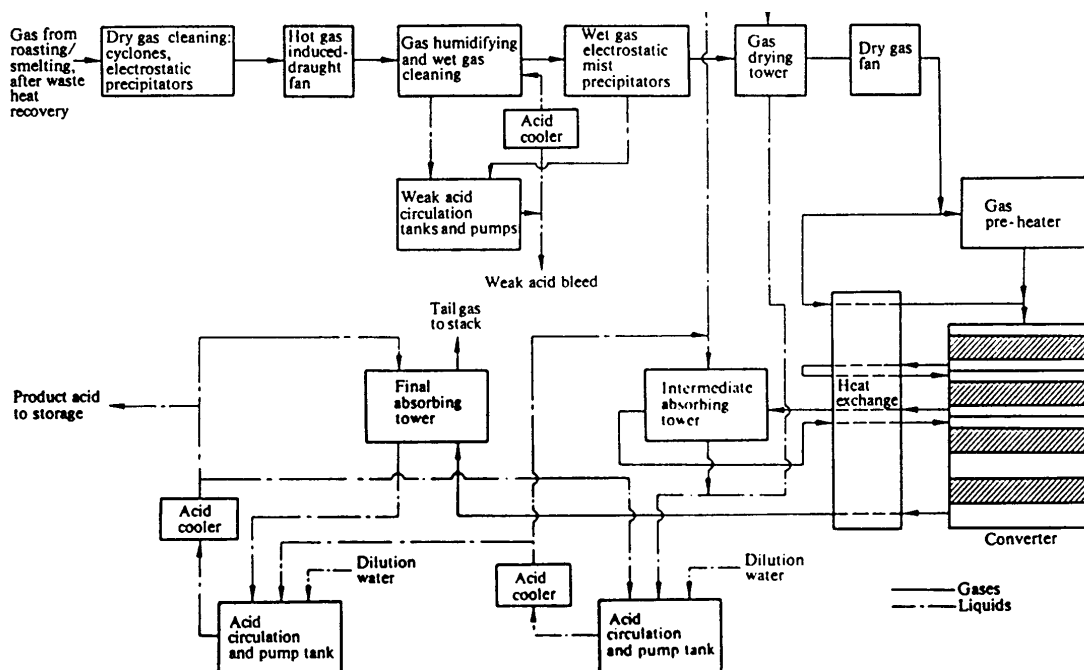 Gas from
roasting/
smelting,
after waste
heat
recovery
Dry gas cleaning:
cyclones,
electrostatic
precipitators
Hot gas
induced-
draught
fan
Gas humidifying
and wet gas
cleaning
Wet gas
electrostatic
mist
precipitators
Gas
drying
tower
Dry gas
fan
Acid
cooler
Weak acid
circulation
tanks and pumps
Weak acid bleed
Gas
pre-heater
Tail gas
to stack
Product acid
to storage
Final
absorbing
tower
Intermediate
absorbing
tower
Heat
exchange
Converter
Acid
cooler
Dilution
water
Acid
cooler
Dilution
water
Acid
circulation
and pump tank
Acid
circulation
and pump tank
Gases
Liquids